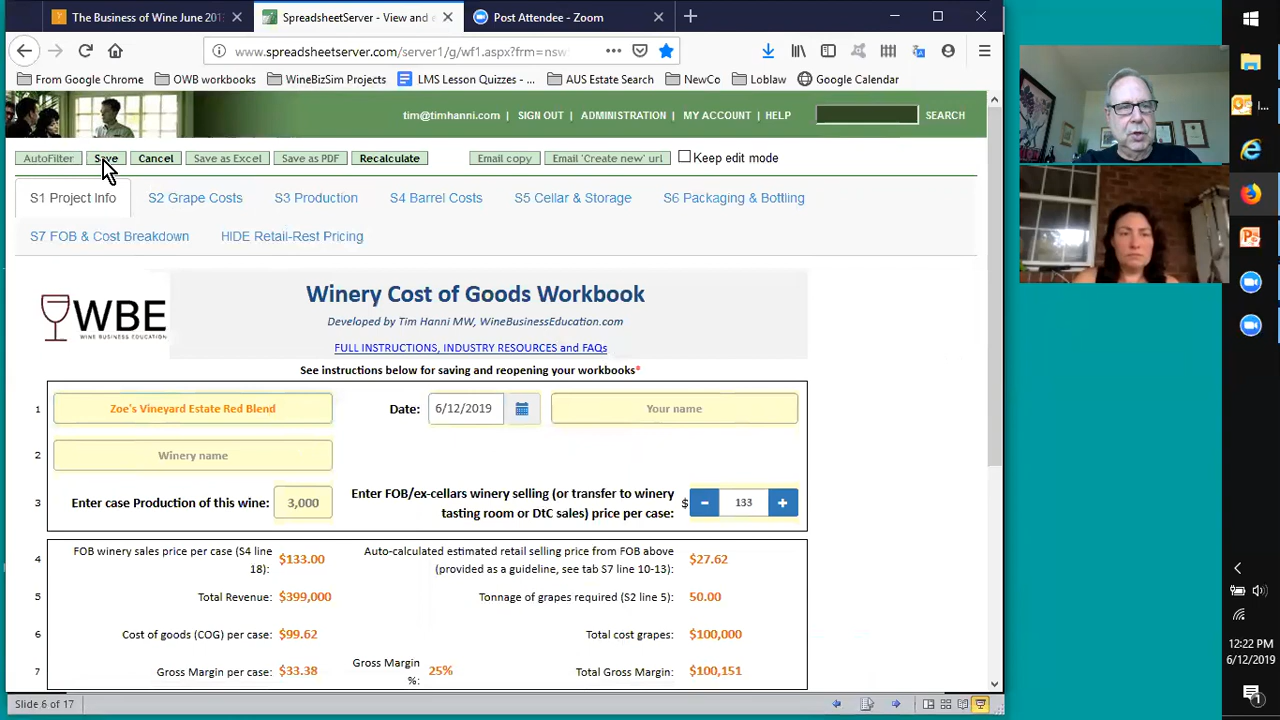 The Business of Wine June 201
SpreadsheetServer - View and e
Post Attendee - Zoom
www.spreadsheetserver.com/server1/g/wf1.aspx?frm=nsw
From Google Chrome
OWB workbooks
WineBizSim Projects
LMS Lesson Quizzes - ...
AUS Estate Search
NewCo
Loblaw
Google Calendar
tim@timhanni.com | SIGN OUT | ADMINISTRATION | MY ACCOUNT | HELP
SEARCH
AutoFilter
Save
Cancel
Save as Excel
Save as PDF
Recalculate
Email copy
Email 'Create new' url
Keep edit mode
S1 Project Info
S2 Grape Costs
S3 Production
S4 Barrel Costs
S5 Cellar & Storage
S6 Packaging & Bottling
S7 FOB & Cost Breakdown
HIDE Retail-Rest Pricing
WBE
WINE BUSINESS EDUCATION
Winery Cost of Goods Workbook
Developed by Tim Hanni MW, WineBusinessEducation.com
FULL INSTRUCTIONS, INDUSTRY RESOURCES and FAQs
See instructions below for saving and reopening your workbooks*
1
Zoe's Vineyard Estate Red Blend
Date:
6/12/2019
Your name
2
Winery name
3
Enter case Production of this wine:
3,000
Enter FOB/ex-cellars winery selling (or transfer to winery
tasting room or DtC sales) price per case:
$
-
133
+
4
FOB winery sales price per case (S4 line
18):
$133.00
Auto-calculated estimated retail selling price from FOB above
(provided as a guideline, see tab S7 line 10-13):
$27.62
5
Total Revenue:
$399,000
Tonnage of grapes required (S2 line 5):
50.00
6
Cost of goods (COG) per case:
$99.62
Total cost grapes:
$100,000
7
Gross Margin per case:
$33.38
Gross Margin
%:
25%
Total Gross Margin:
$100,151
Slide 6 of 17
12:22 PM
6/12/2019
1